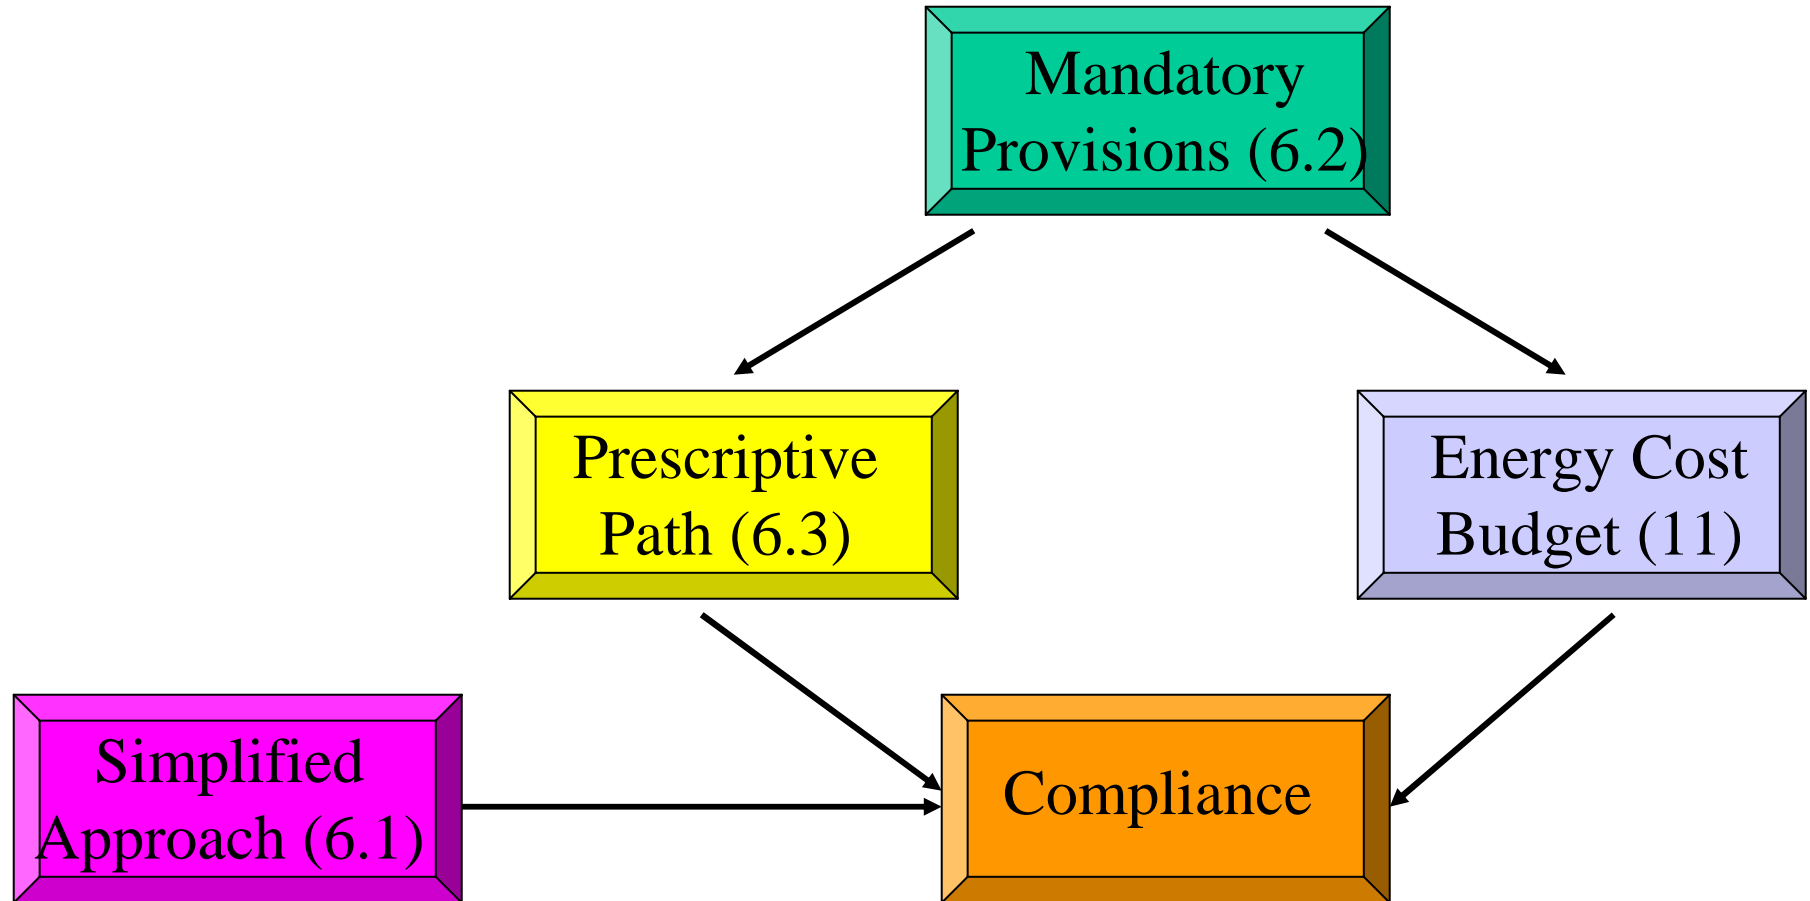 Mandatory
Provisions (6.2)
Prescriptive
Path (6.3)
Energy Cost
Budget (11)
Simplified
Approach (6.1)
Compliance